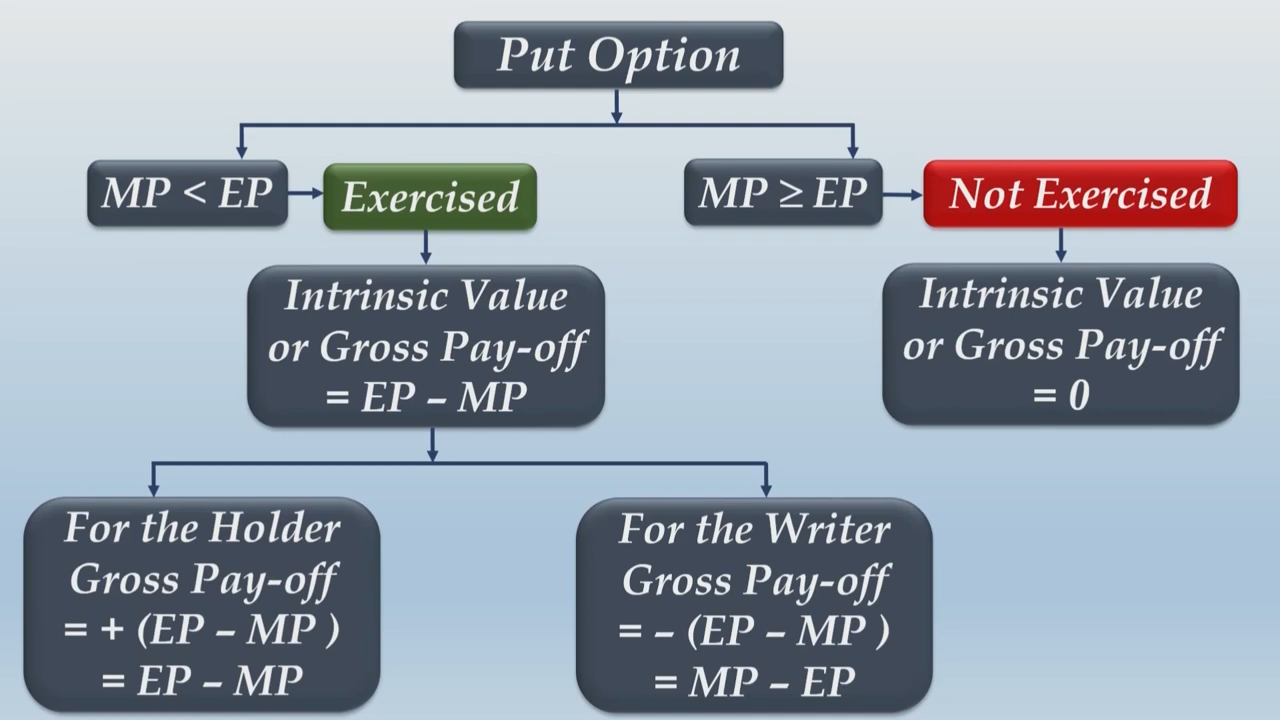 Put Option
MP < EP
Exercised
MP ≥ EP
Not Exercised
Intrinsic Value
or Gross Pay-off
= EP – MP
Intrinsic Value
or Gross Pay-off
= 0
For the Holder
Gross Pay-off
= + (EP – MP )
= EP – MP
For the Writer
Gross Pay-off
= – (EP – MP )
= MP – EP